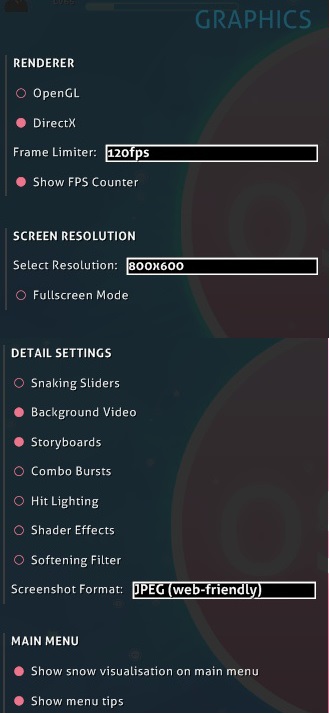 GRAPHICS
RENDERER
OpenGL
DirectX
Frame Limiter: 120fps
Show FPS Counter
SCREEN RESOLUTION
Select Resolution: 800x600
Fullscreen Mode
DETAIL SETTINGS
Snaking Sliders
Background Video
Storyboards
Combo Bursts
Hit Lighting
Shader Effects
Softening Filter
Screenshot Format: JPEG (web-friendly)
MAIN MENU
Show snow visualisation on main menu
Show menu tips